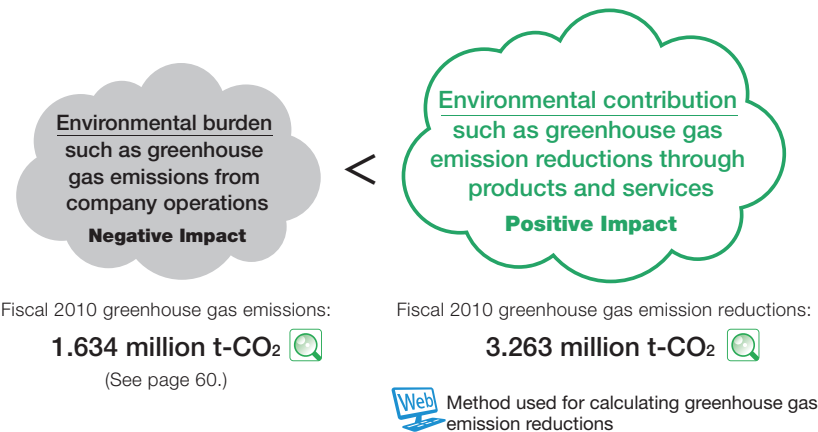 Environmental burden
such as greenhouse
gas emissions from
company operations
Negative Impact
<
Environmental contribution
such as greenhouse gas
emission reductions through
products and services
Positive Impact
Fiscal 2010 greenhouse gas emissions:
1.634 million t-CO2
(See page 60.)
Fiscal 2010 greenhouse gas emission reductions:
3.263 million t-CO2
Web
Method used for calculating greenhouse gas
emission reductions